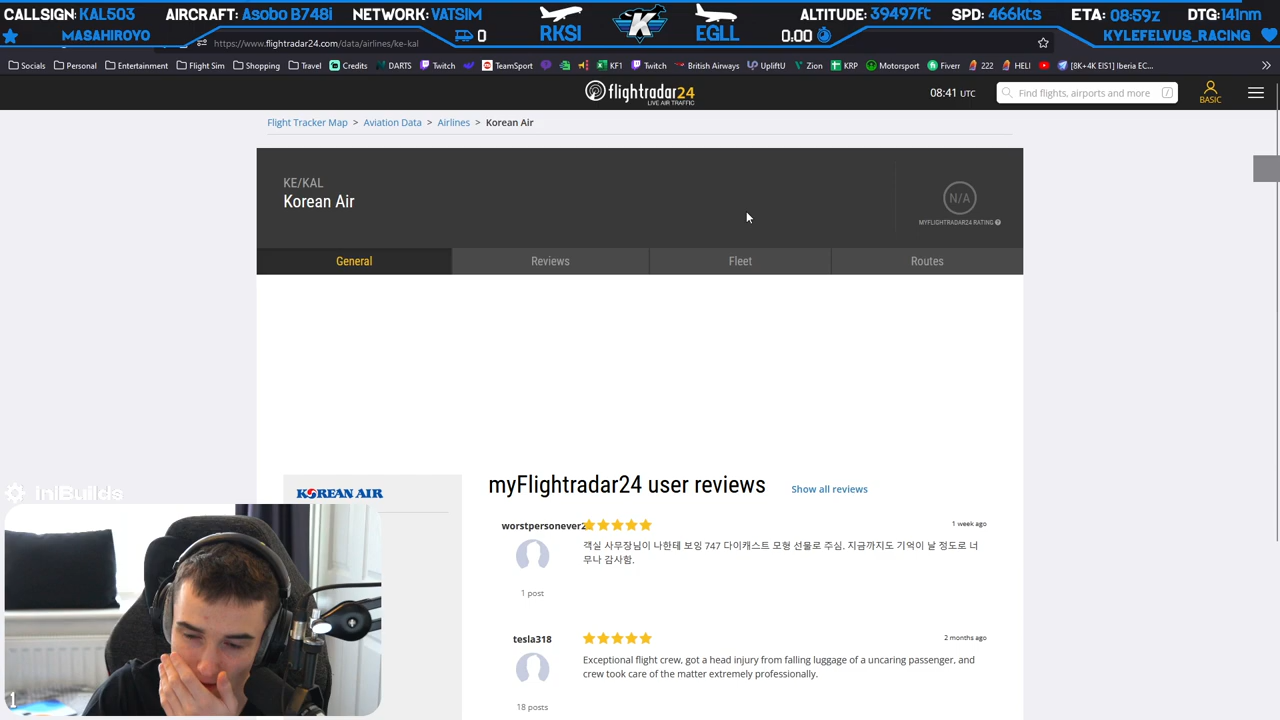 CALLSIGN: KAL503 AIRCRAFT: Asobo B748i NETWORK: VATSIM RKSI EGLL ALTITUDE: 39497ft SPD: 466kts ETA: 08:59z DTG: 141nm
MASAHIROYO 0 0.00 KYLEFELVUS_RACING
https://www.flightradar24.com/data/airlines/ke-kal
Socials Personal Entertainment Flight Sim Shopping Travel Credits DARTS Twitch TeamSport KF1 Twitch British Airways UpliftU Zion KRP Motorsport Fiverr 222 HELI [8K+4K EIS1] Iberia EC...
flightradar24
LIVE AIR TRAFFIC
08:41 UTC
Find flights, airports and more /
BASIC
Flight Tracker Map > Aviation Data > Airlines > Korean Air
KE/KAL
Korean Air
N/A
MYFLIGHTRADAR24 RATING ?
General Reviews Fleet Routes
myFlightradar24 user reviews Show all reviews
KOREAN AIR
iniBuilds
worstpersonever2 1 week ago
객실 사무장님이 나한테 보잉 747 다이캐스트 모형 선물로 주심. 지금까지도 기억이 날 정도로 너
무나 감사함.
1 post
tesla318 2 months ago
Exceptional flight crew, got a head injury from falling luggage of a uncaring passenger, and
crew took care of the matter extremely professionally.
18 posts
1